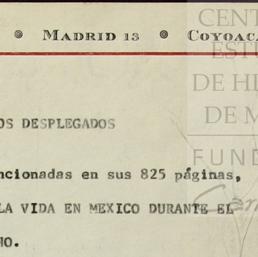 MADRID 13 COYOAC
OS DESPLEGADOS
ncionadas en sus 825 páginas,
LA VIDA EN MEXICO DURANTE EL
NO.
CENT
EST
DE HI
DE M
FUND